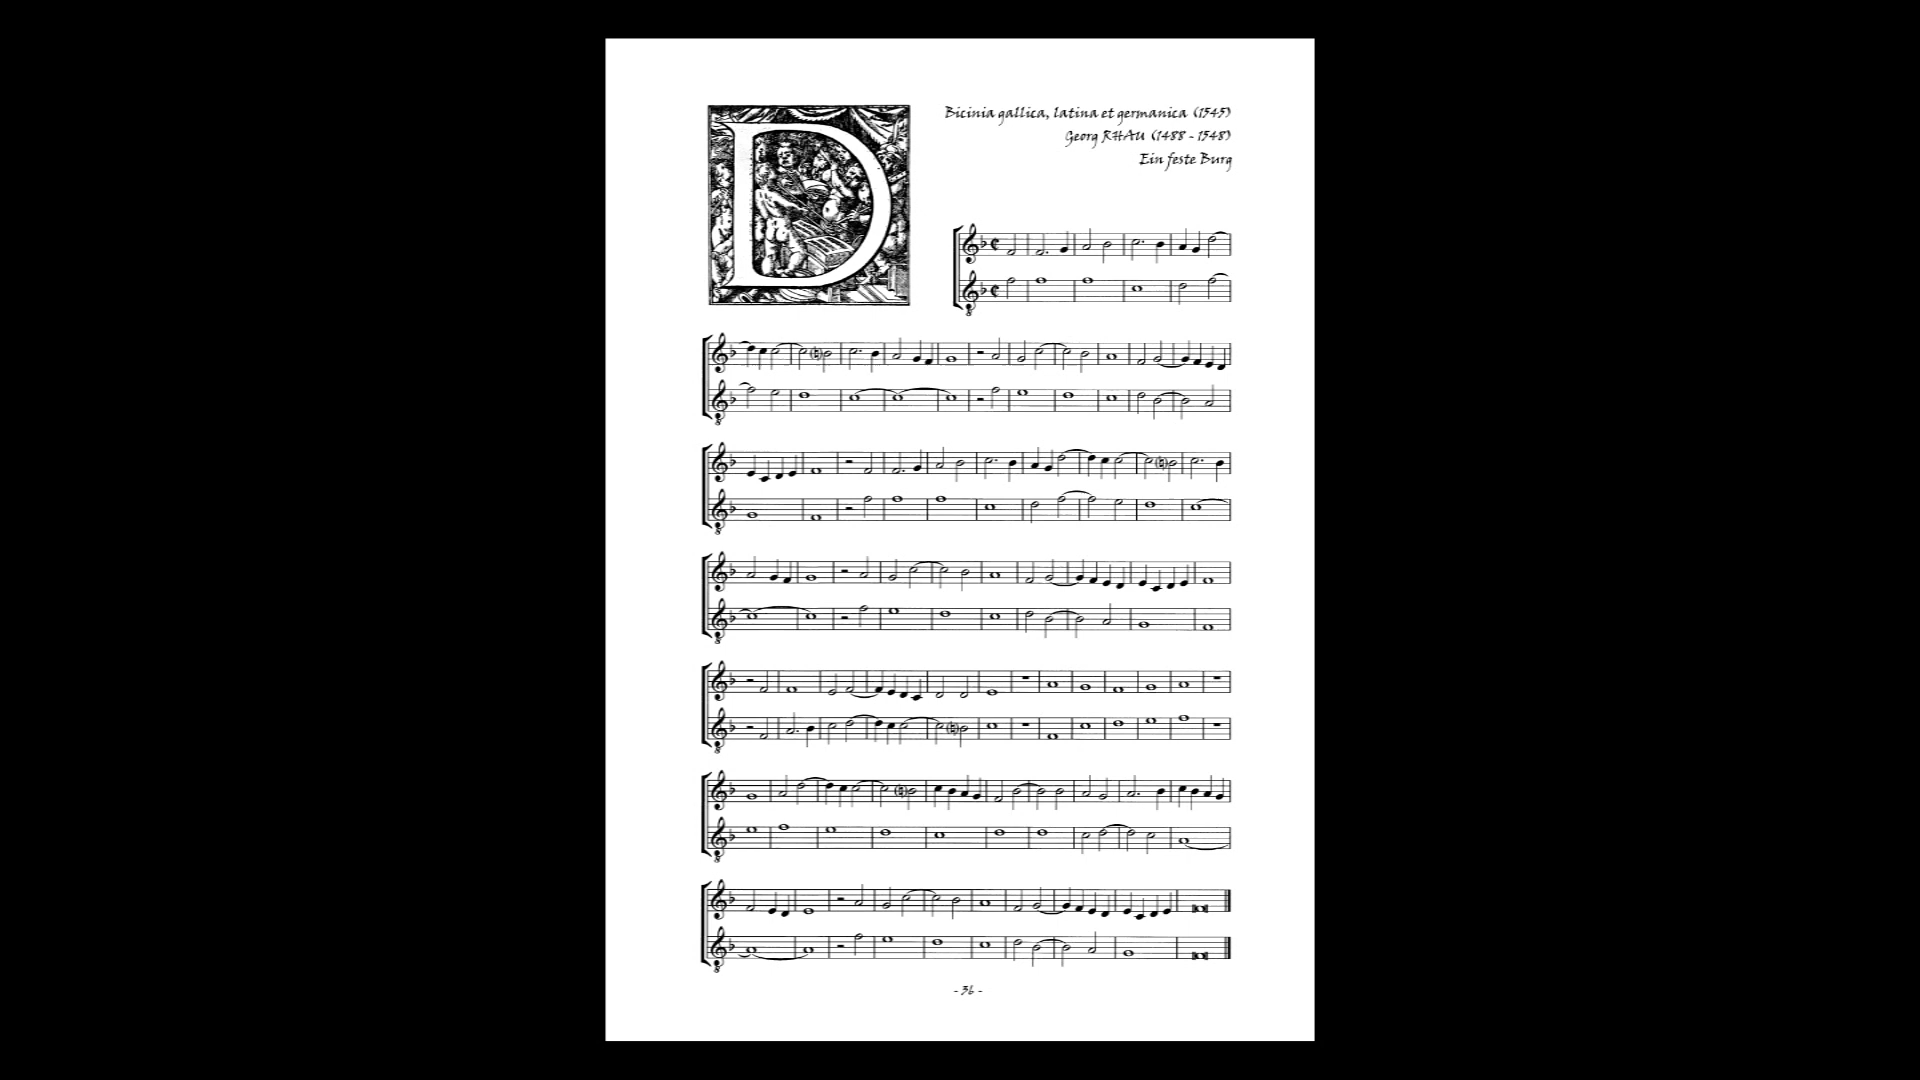 D
Bicinia gallica, latina et germanica (1545)
Georg RHAU (1488 - 1548)
Ein feste Burg
- 36 -